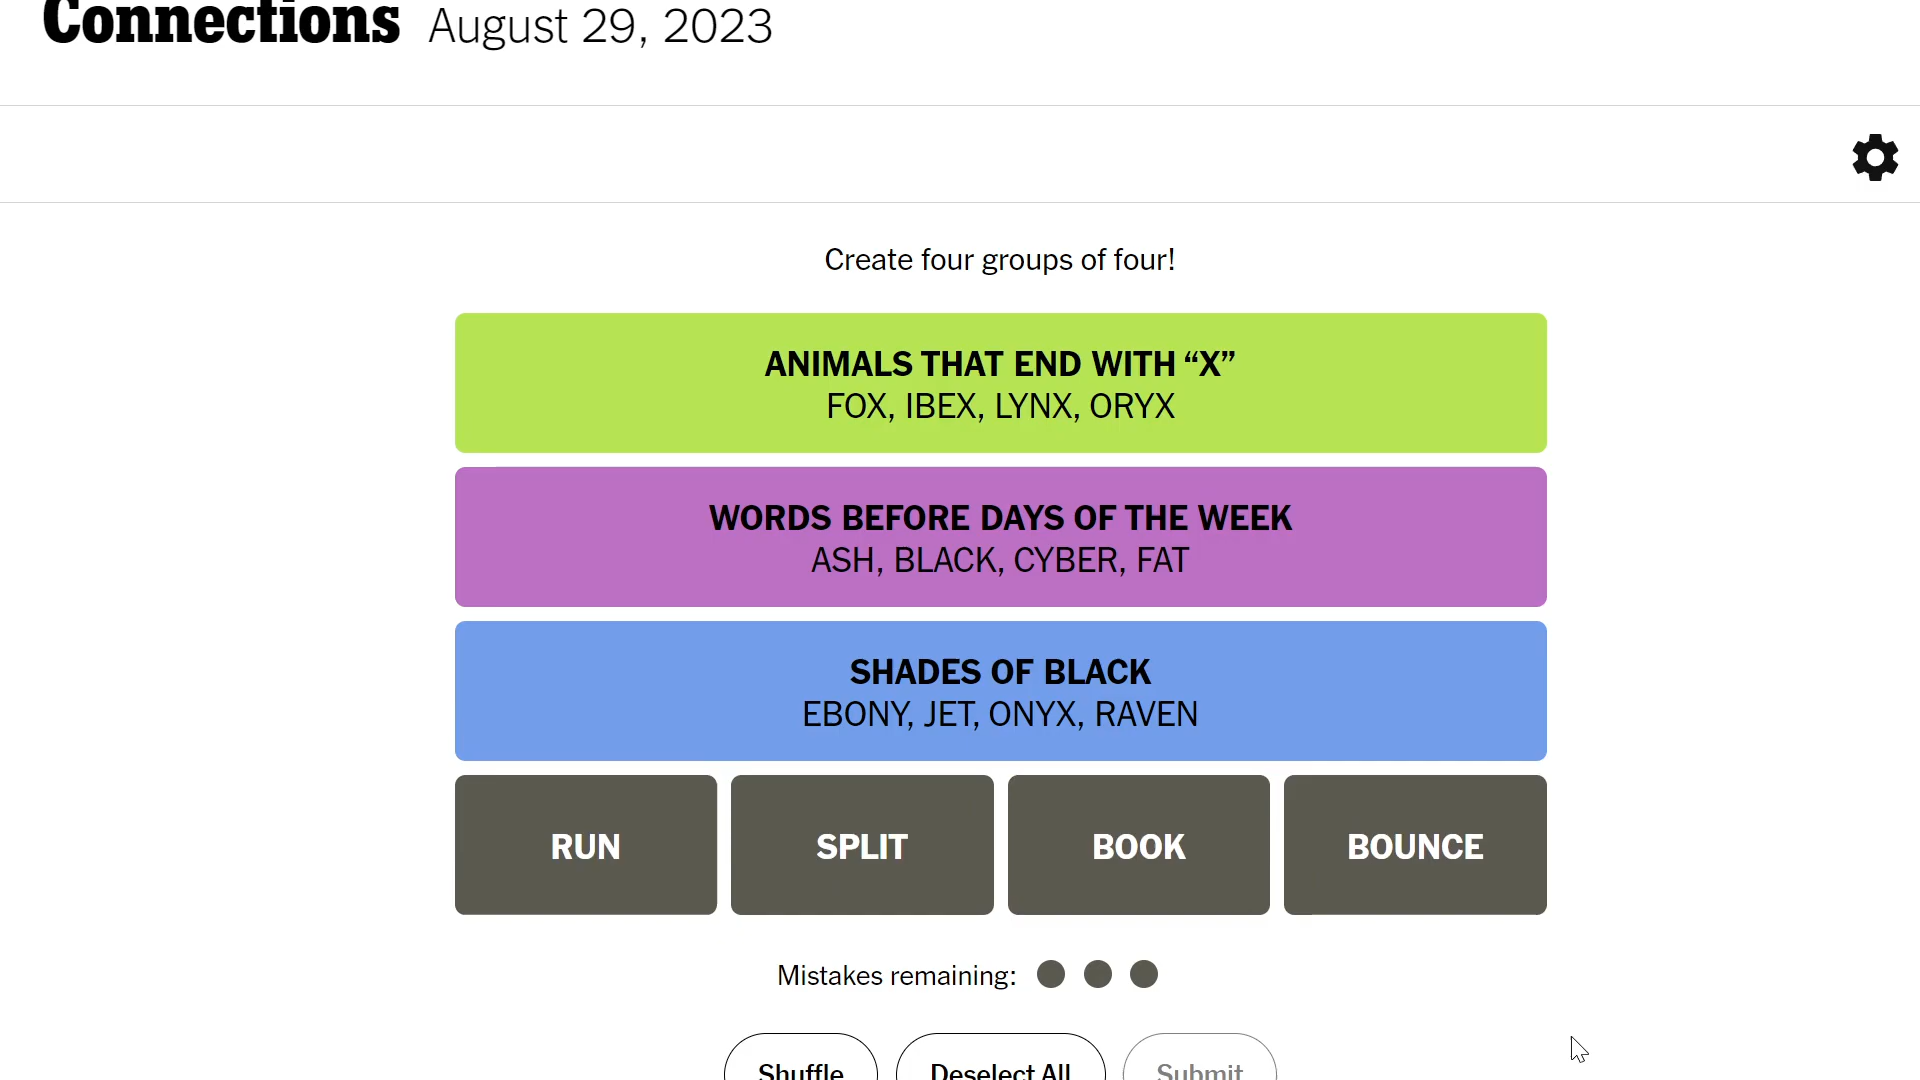 Connections August 29, 2023
Create four groups of four!
ANIMALS THAT END WITH “X”
FOX, IBEX, LYNX, ORYX
WORDS BEFORE DAYS OF THE WEEK
ASH, BLACK, CYBER, FAT
SHADES OF BLACK
EBONY, JET, ONYX, RAVEN
RUN SPLIT BOOK BOUNCE
Mistakes remaining:
Shuffle Deselect All Submit